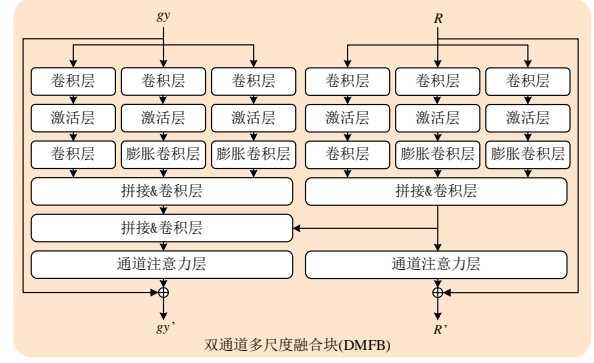 gy R
卷积层 卷积层 卷积层 卷积层 卷积层 卷积层
激活层 激活层 激活层 激活层 激活层 激活层
卷积层 膨胀卷积层 膨胀卷积层 卷积层 膨胀卷积层 膨胀卷积层
拼接&卷积层 拼接&卷积层
拼接&卷积层
通道注意力层 通道注意力层
gy’ R’
双通道多尺度融合块(DMFB)